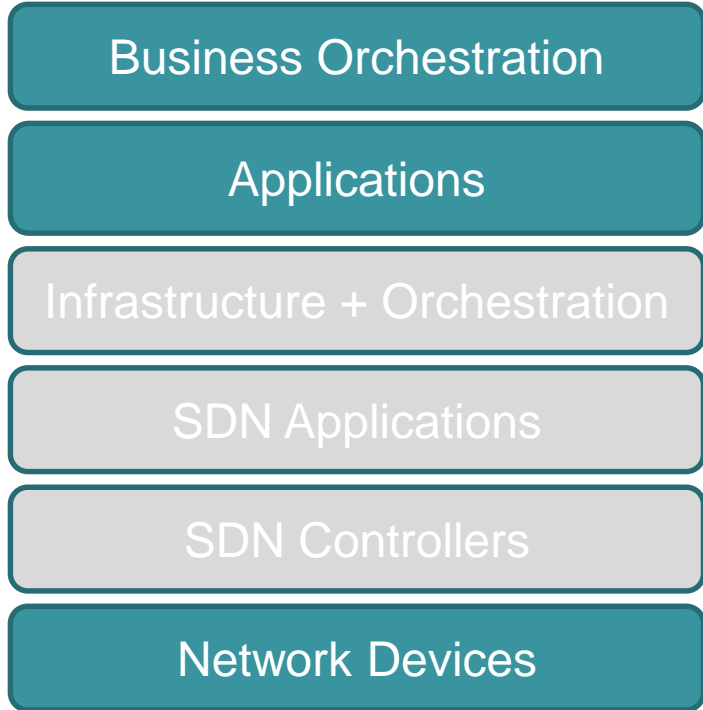 Business Orchestration
Applications
Infrastructure + Orchestration
SDN Applications
SDN Controllers
Network Devices